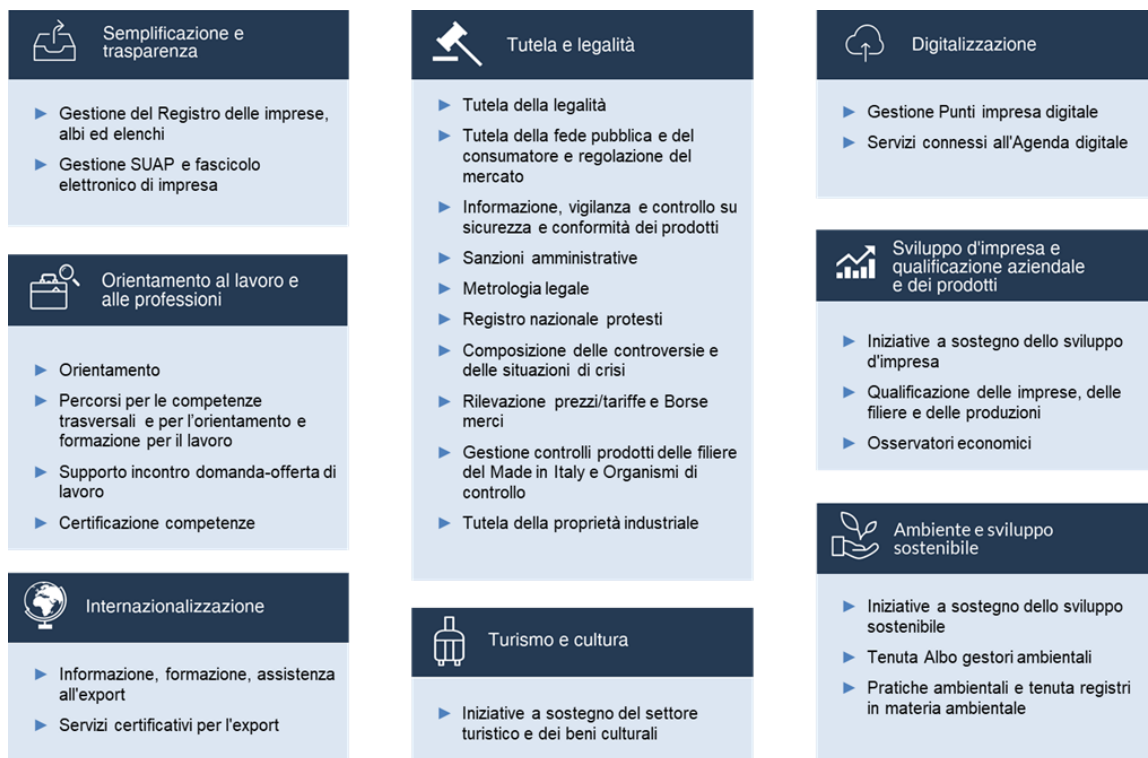 Semplificazione e
trasparenza
Gestione del Registro delle imprese,
albi ed elenchi
Gestione SUAP e fascicolo
elettronico di impresa
Orientamento al lavoro e
alle professioni
Orientamento
Percorsi per le competenze
trasversali e per l'orientamento e
formazione per il lavoro
Supporto incontro domanda-offerta di
lavoro
Certificazione competenze
Internazionalizzazione
Informazione, formazione, assistenza
all'export
Servizi certificativi per l'export
Tutela e legalità
Tutela della legalità
Tutela della fede pubblica e del
consumatore e regolazione del
mercato
Informazione, vigilanza e controllo su
sicurezza e conformità dei prodotti
Sanzioni amministrative
Metrologia legale
Registro nazionale protesti
Composizione delle controversie e
delle situazioni di crisi
Rilevazione prezzi/tariffe e Borse
merci
Gestione controlli prodotti delle filiere
del Made in Italy e Organismi di
controllo
Tutela della proprietà industriale
Turismo e cultura
Iniziative a sostegno del settore
turistico e dei beni culturali
Digitalizzazione
Gestione Punti impresa digitale
Servizi connessi all'Agenda digitale
Sviluppo d'impresa e
qualificazione aziendale
e dei prodotti
Iniziative a sostegno dello sviluppo
d'impresa
Qualificazione delle imprese, delle
filiere e delle produzioni
Osservatori economici
Ambiente e sviluppo
sostenibile
Iniziative a sostegno dello sviluppo
sostenibile
Tenuta Albo gestori ambientali
Pratiche ambientali e tenuta registri
in materia ambientale